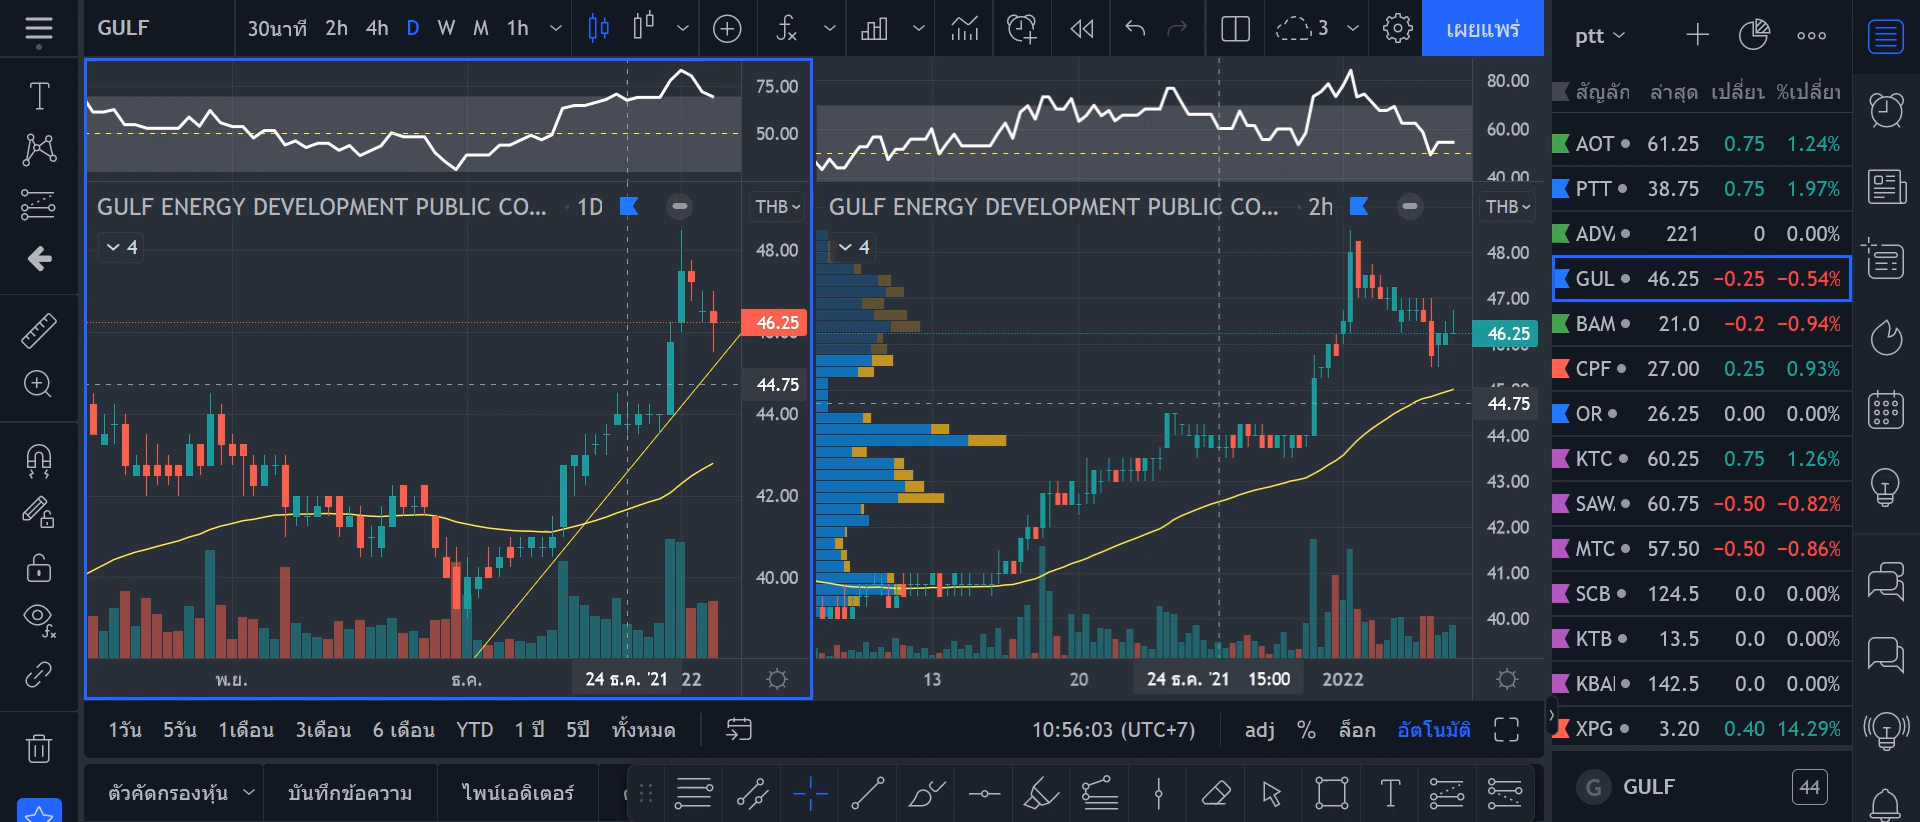 GULF 30นาที 2h 4h D W M 1h 3 เผยแพร่
ptt
สัญลัก ล่าสุด เปลี่ยน %เปลี่ยน
AOT 61.25 0.75 1.24%
PTT 38.75 0.75 1.97%
ADV 221 0 0.00%
GUL 46.25 −0.25 −0.54%
BAM 21.0 −0.2 −0.94%
CPF 27.00 0.25 0.93%
OR 26.25 0.00 0.00%
KTC 60.25 0.75 1.26%
SAW 60.75 −0.50 −0.82%
MTC 57.50 −0.50 −0.86%
SCB 124.5 0.0 0.00%
KTB 13.5 0.0 0.00%
KBA 142.5 0.0 0.00%
XPG 3.20 0.40 14.29%
G GULF 44
75.00
50.00
GULF ENERGY DEVELOPMENT PUBLIC CO... · 1D THB
4
48.00
46.25
44.75
44.00
42.00
40.00
พ.ย. ธ.ค. 24 ธ.ค. '21 22
80.00
60.00
40.00
GULF ENERGY DEVELOPMENT PUBLIC CO... · 2h THB
4
48.00
47.00
46.25
44.75
44.00
43.00
42.00
41.00
40.00
13 20 24 ธ.ค. '21 15:00 2022
1วัน 5วัน 1เดือน 3เดือน 6 เดือน YTD 1 ปี 5ปี ทั้งหมด 10:56:03 (UTC+7) adj % ล็อก อัตโนมัติ
ตัวคัดกรองหุ้น บันทึกข้อความ ไพน์เอดิเตอร์